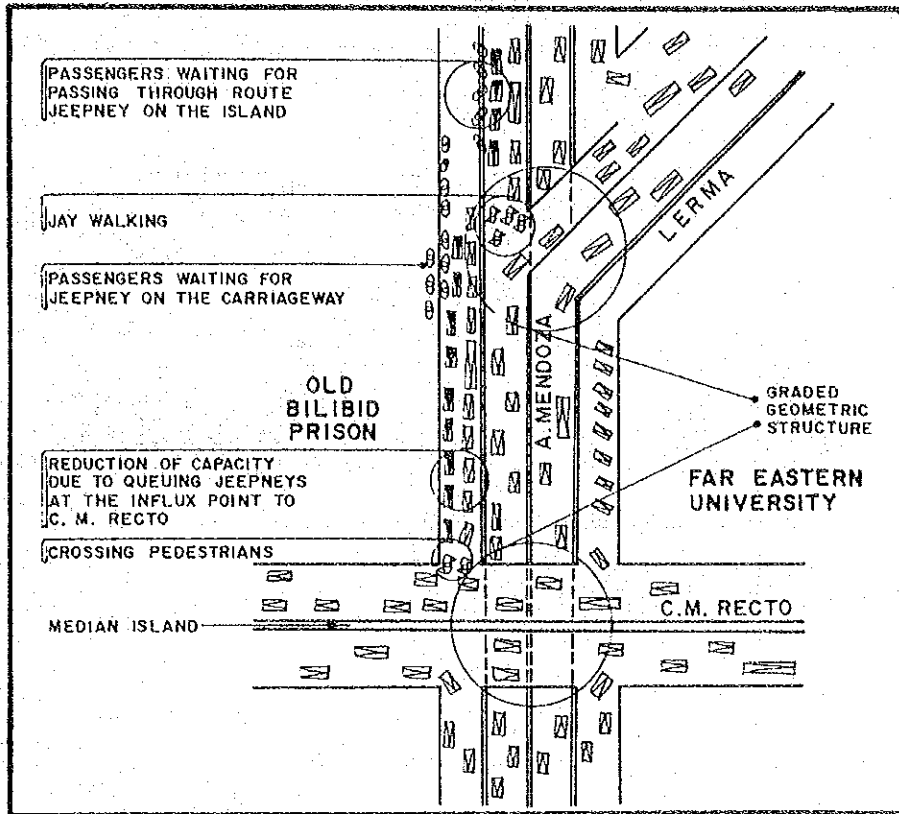 PASSENGERS WAITING FOR
PASSING THROUGH ROUTE
JEEPNEY ON THE ISLAND
JAY WALKING
PASSENGERS WAITING FOR
JEEPNEY ON THE CARRIAGEWAY
LERMA
A. MENDOZA
OLD
BILIBID
PRISON
GRADED
GEOMETRIC
STRUCTURE
REDUCTION OF CAPACITY
DUE TO QUEUING JEEPNEYS
AT THE INFLUX POINT TO
C. M. RECTO
FAR EASTERN
UNIVERSITY
CROSSING PEDESTRIANS
C.M. RECTO
MEDIAN ISLAND